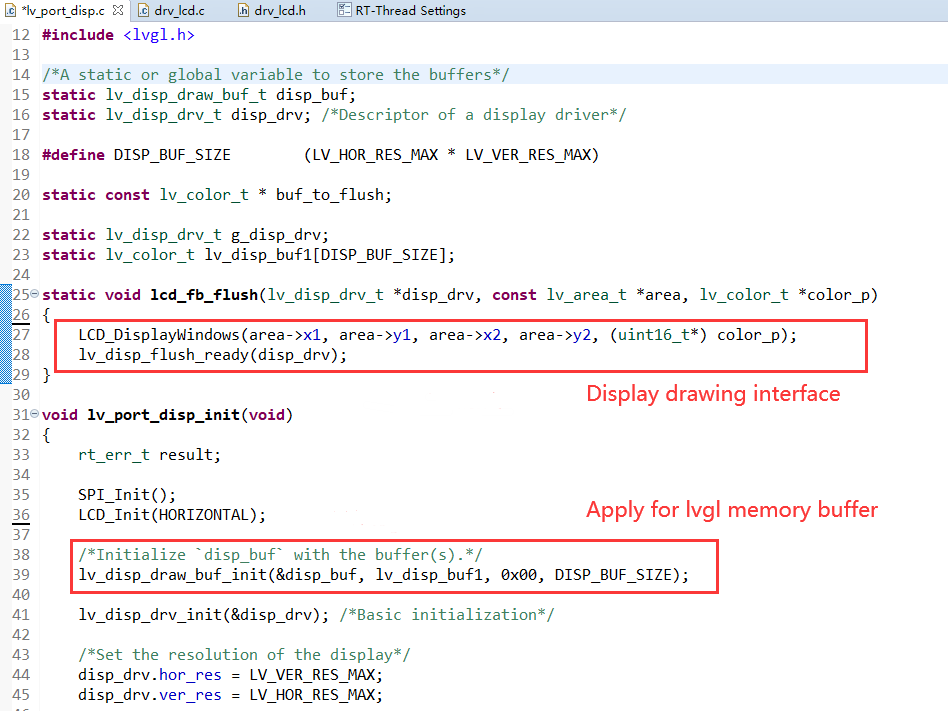 *lv_port_disp.c drv_lcd.c drv_lcd.h RT-Thread Settings
12 #include <lvgl.h>
13
14 /*A static or global variable to store the buffers*/
15 static lv_disp_draw_buf_t disp_buf;
16 static lv_disp_drv_t disp_drv; /*Descriptor of a display driver*/
17
18 #define DISP_BUF_SIZE (LV_HOR_RES_MAX * LV_VER_RES_MAX)
19
20 static const lv_color_t * buf_to_flush;
21
22 static lv_disp_drv_t g_disp_drv;
23 static lv_color_t lv_disp_buf1[DISP_BUF_SIZE];
24
25 static void lcd_fb_flush(lv_disp_drv_t *disp_drv, const lv_area_t *area, lv_color_t *color_p)
26 {
27 LCD_DisplayWindows(area->x1, area->y1, area->x2, area->y2, (uint16_t*) color_p);
28 lv_disp_flush_ready(disp_drv);
29 }
Display drawing interface
30
31 void lv_port_disp_init(void)
32 {
33 rt_err_t result;
34
35 SPI_Init();
36 LCD_Init(HORIZONTAL);
Apply for lvgl memory buffer
37
38 /*Initialize `disp_buf` with the buffer(s).*/
39 lv_disp_draw_buf_init(&disp_buf, lv_disp_buf1, 0x00, DISP_BUF_SIZE);
40
41 lv_disp_drv_init(&disp_drv); /*Basic initialization*/
42
43 /*Set the resolution of the display*/
44 disp_drv.hor_res = LV_VER_RES_MAX;
45 disp_drv.ver_res = LV_HOR_RES_MAX;